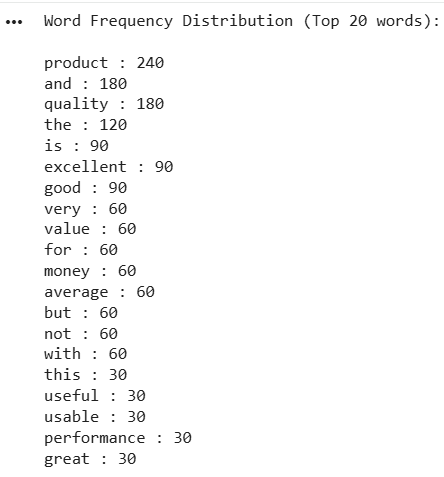 Word Frequency Distribution (Top 20 words):
product : 240
and : 180
quality : 180
the : 120
is : 90
excellent : 90
good : 90
very : 60
value : 60
for : 60
money : 60
average : 60
but : 60
not : 60
with : 60
this : 30
useful : 30
usable : 30
performance : 30
great : 30